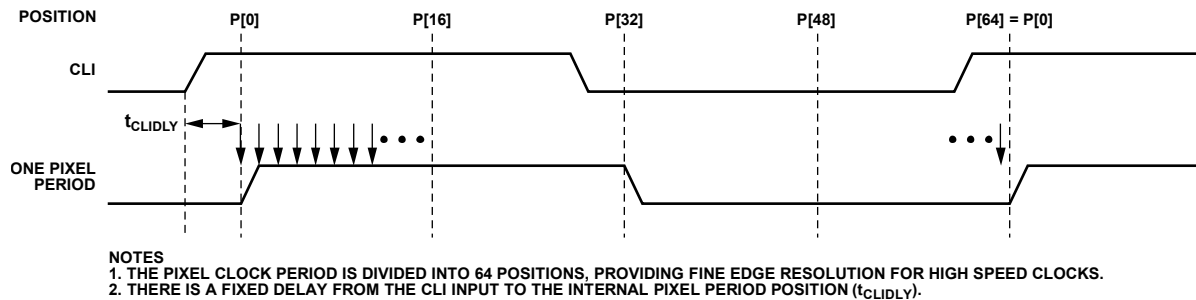 POSITION P[0] P[16] P[32] P[48] P[64] = P[0]
CLI
tCLIDLY
ONE PIXEL
PERIOD
NOTES
1. THE PIXEL CLOCK PERIOD IS DIVIDED INTO 64 POSITIONS, PROVIDING FINE EDGE RESOLUTION FOR HIGH SPEED CLOCKS.
2. THERE IS A FIXED DELAY FROM THE CLI INPUT TO THE INTERNAL PIXEL PERIOD POSITION (tCLIDLY).